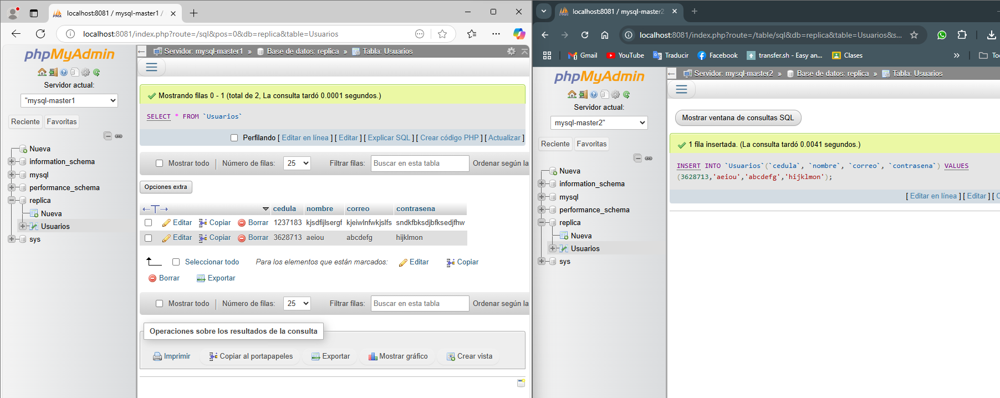 localhost:8081 / mysql-master1 /
localhost:8081/index.php?route=/sql&pos=0&db=replica&table=Usuarios
phpMyAdmin
Servidor actual:
"mysql-master1
Reciente Favoritas
Nueva
information_schema
mysql
performance_schema
replica
Nueva
Usuarios
sys
Servidor: mysql-master1 » Base de datos: replica » Tabla: Usuarios
Mostrando filas 0 - 1 (total de 2, La consulta tardó 0.0001 segundos.)
SELECT * FROM `Usuarios`
Perfilando [ Editar en línea ] [ Editar ] [ Explicar SQL ] [ Crear código PHP ] [ Actualizar ]
Mostrar todo Número de filas: 25 Filtrar filas: Buscar en esta tabla Ordenar según la
Opciones extra
cedula nombre correo contrasena
Editar Copiar Borrar 1237183 kjsdfijlsergf kjeiwlnfwkjslfs sndkfbksdjbfksedjfhw
Editar Copiar Borrar 3628713 aeiou abcdefg hijklmon
Seleccionar todo Para los elementos que están marcados: Editar Copiar
Borrar Exportar
Mostrar todo Número de filas: 25 Filtrar filas: Buscar en esta tabla Ordenar según la
Operaciones sobre los resultados de la consulta
Imprimir Copiar al portapapeles Exportar Mostrar gráfico Crear vista
localhost:8081 / mysql-master2
localhost:8081/index.php?route=/table/sql&db=replica&table=Usuarios&s...
Gmail YouTube Traducir Facebook transfer.sh - Easy an... Clases » To
phpMyAdmin
Servidor actual:
mysql-master2"
Reciente Favoritas
Nueva
information_schema
mysql
performance_schema
replica
Nueva
Usuarios
sys
Servidor: mysql-master2 » Base de datos: replica » Tabla: Usuarios
Mostrar ventana de consultas SQL
1 fila insertada. (La consulta tardó 0.0041 segundos.)
INSERT INTO `Usuarios`(`cedula`, `nombre`, `correo`, `contrasena`) VALUES
(3628713,'aeiou','abcdefg','hijklmon');
[ Editar en línea ] [ Editar ] [ C